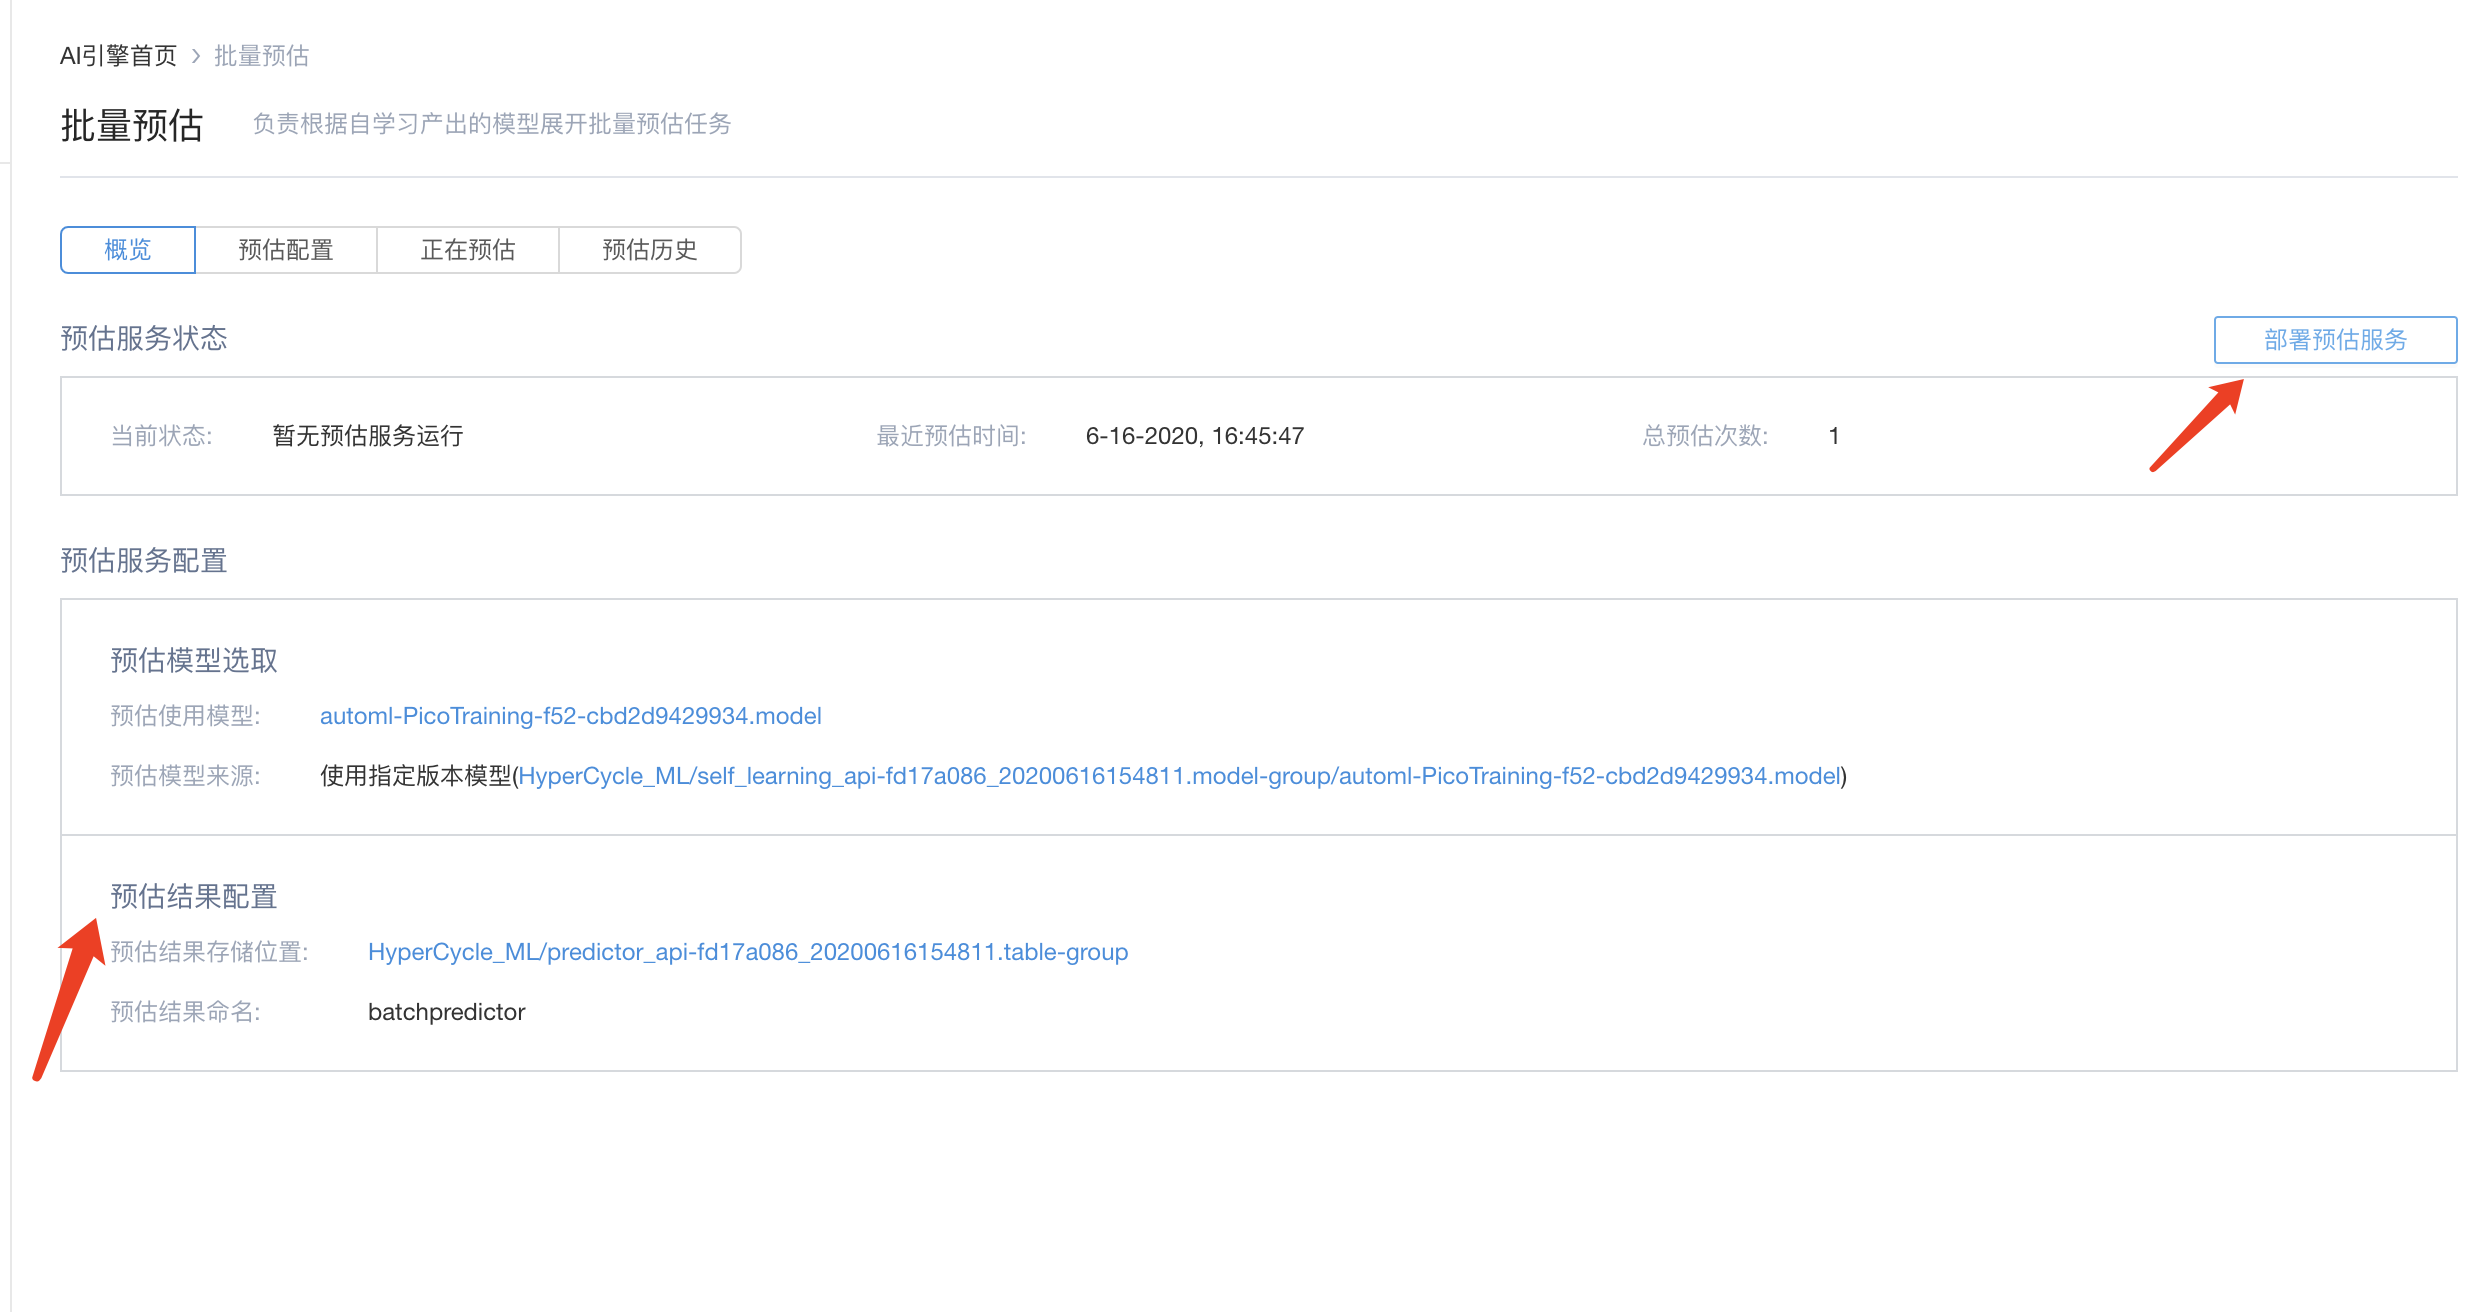 AI引擎首页 > 批量预估
批量预估 负责根据自学习产出的模型展开批量预估任务
概览 预估配置 正在预估 预估历史
预估服务状态 部署预估服务
当前状态: 暂无预估服务运行 最近预估时间: 6-16-2020, 16:45:47 总预估次数: 1
预估服务配置
预估模型选取
预估使用模型: automl-PicoTraining-f52-cbd2d9429934.model
预估模型来源: 使用指定版本模型(HyperCycle_ML/self_learning_api-fd17a086_20200616154811.model-group/automl-PicoTraining-f52-cbd2d9429934.model)
预估结果配置
预估结果存储位置: HyperCycle_ML/predictor_api-fd17a086_20200616154811.table-group
预估结果命名: batchpredictor